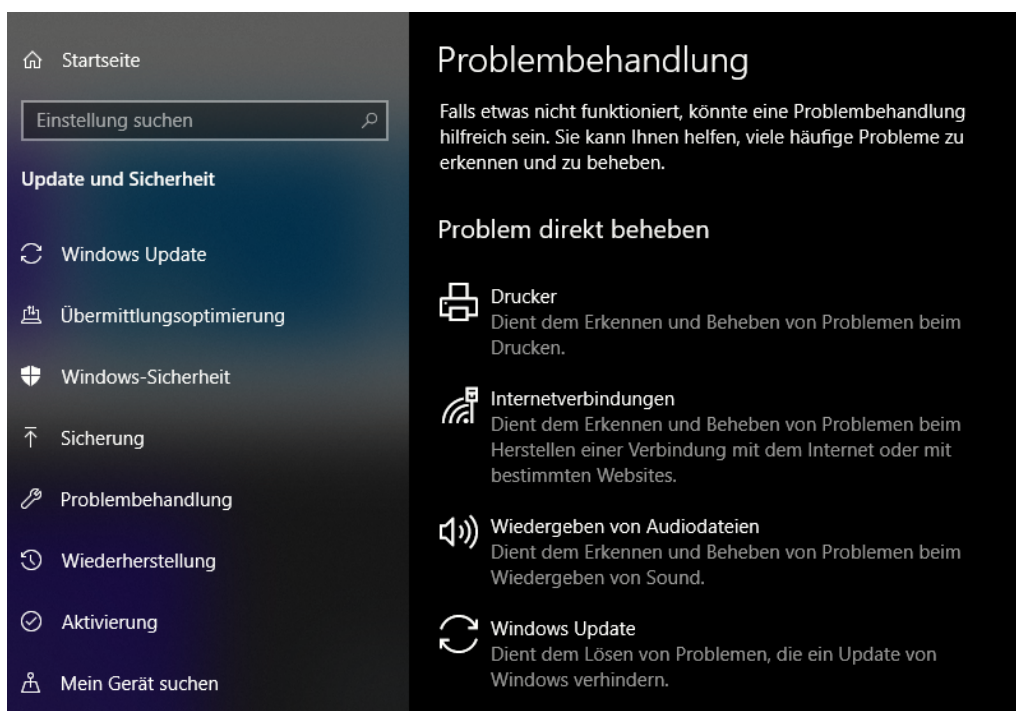 Startseite
Einstellung suchen
Update und Sicherheit
Windows Update
Übermittlungsoptimierung
Windows-Sicherheit
Sicherung
Problembehandlung
Wiederherstellung
Aktivierung
Mein Gerät suchen
Problembehandlung
Falls etwas nicht funktioniert, könnte eine Problembehandlung
hilfreich sein. Sie kann Ihnen helfen, viele häufige Probleme zu
erkennen und zu beheben.
Problem direkt beheben
Drucker
Dient dem Erkennen und Beheben von Problemen beim
Drucken.
Internetverbindungen
Dient dem Erkennen und Beheben von Problemen beim
Herstellen einer Verbindung mit dem Internet oder mit
bestimmten Websites.
Wiedergeben von Audiodateien
Dient dem Erkennen und Beheben von Problemen beim
Wiedergeben von Sound.
Windows Update
Dient dem Lösen von Problemen, die ein Update von
Windows verhindern.